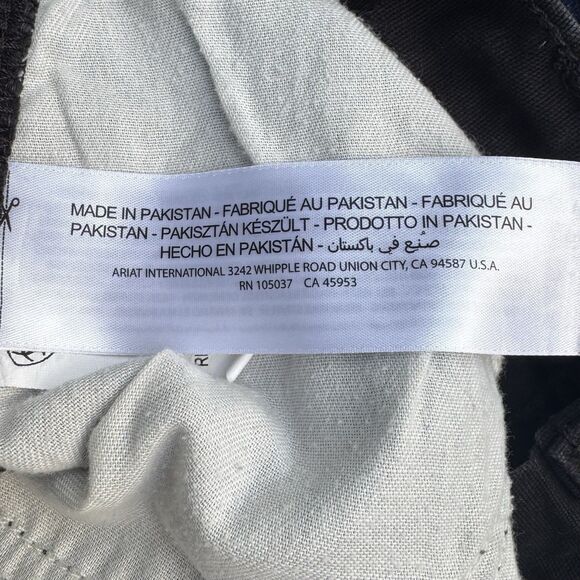 MADE IN PAKISTAN - FABRIQUÉ AU PAKISTAN - FABRIQUÉ AU
PAKISTAN - PAKISZTÁN KÉSZÜLT - PRODOTTO IN PAKISTAN -
HECHO EN PAKISTÁN - صُنِع في باكستان
ARIAT INTERNATIONAL 3242 WHIPPLE ROAD UNION CITY, CA 94587 U.S.A.
RN 105037 CA 45953